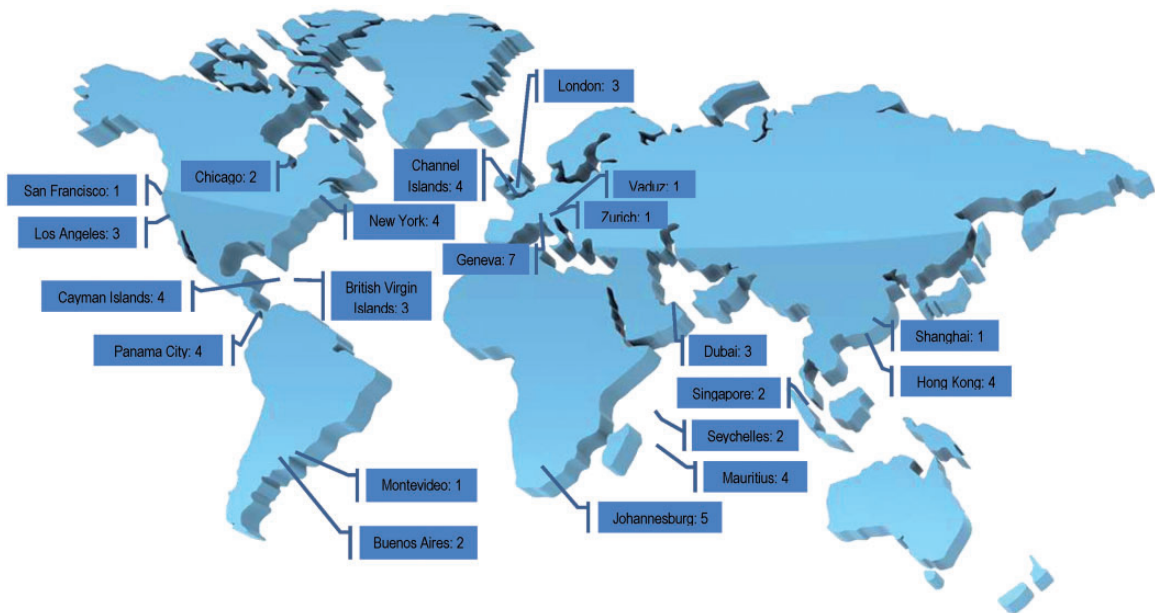 London: 3
Channel
Islands: 4
Vaduz: 1
Chicago: 2
San Francisco: 1
Zurich: 1
New York: 4
Los Angeles: 3
Geneva: 7
Cayman Islands: 4
British Virgin
Islands: 3
Panama City: 4
Dubai: 3
Shanghai: 1
Hong Kong: 4
Singapore: 2
Seychelles: 2
Mauritius: 4
Montevideo: 1
Johannesburg: 5
Buenos Aires: 2